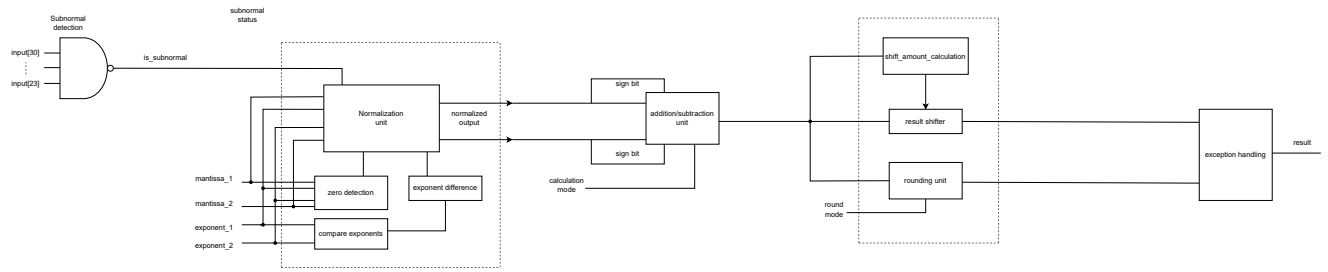 Subnormal
detection
subnormal
status
input[30]
input[23]
is_subnormal
Normalization
unit
normalized
output
sign bit
addition/subtraction
unit
sign bit
calculation
mode
shift_amount_calculation
result shifter
rounding unit
round
mode
exception handling
result
mantissa_1
mantissa_2
exponent_1
exponent_2
zero detection
exponent difference
compare exponents